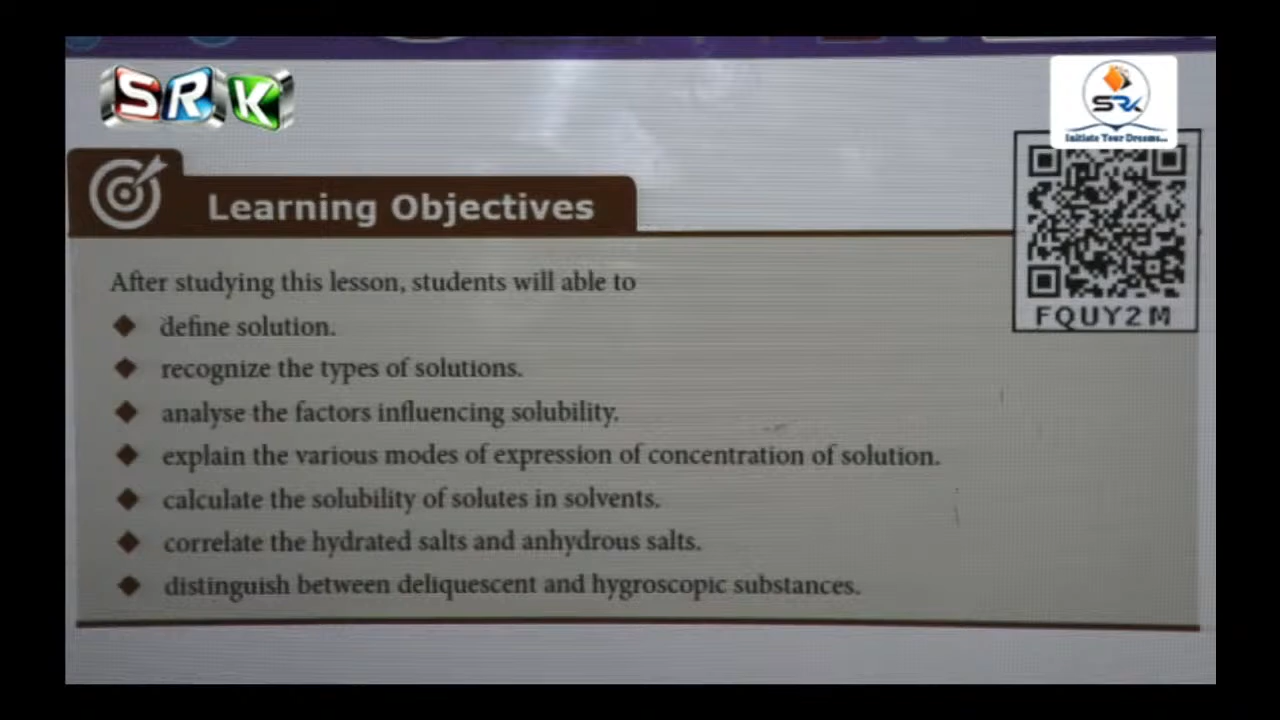 SRK
SRK
Initiate Your Dreams...
Learning Objectives
FQUY2M
After studying this lesson, students will able to
define solution.
recognize the types of solutions.
analyse the factors influencing solubility.
explain the various modes of expression of concentration of solution.
calculate the solubility of solutes in solvents.
correlate the hydrated salts and anhydrous salts.
distinguish between deliquescent and hygroscopic substances.